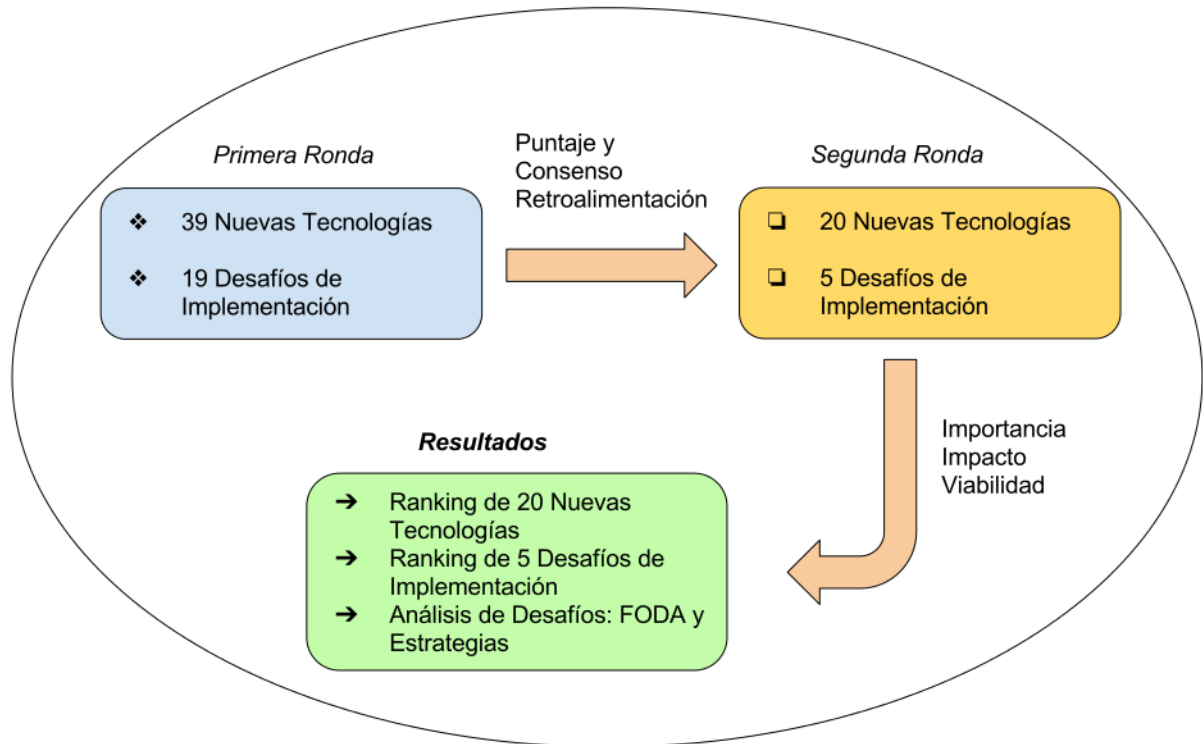 Primera Ronda
❖ 39 Nuevas Tecnologías
❖ 19 Desafíos de
Implementación
Puntaje y
Consenso
Retroalimentación
Segunda Ronda
❏ 20 Nuevas Tecnologías
❏ 5 Desafíos de
Implementación
Importancia
Impacto
Viabilidad
Resultados
➔ Ranking de 20 Nuevas
Tecnologías
➔ Ranking de 5 Desafíos de
Implementación
➔ Análisis de Desafíos: FODA y
Estrategias